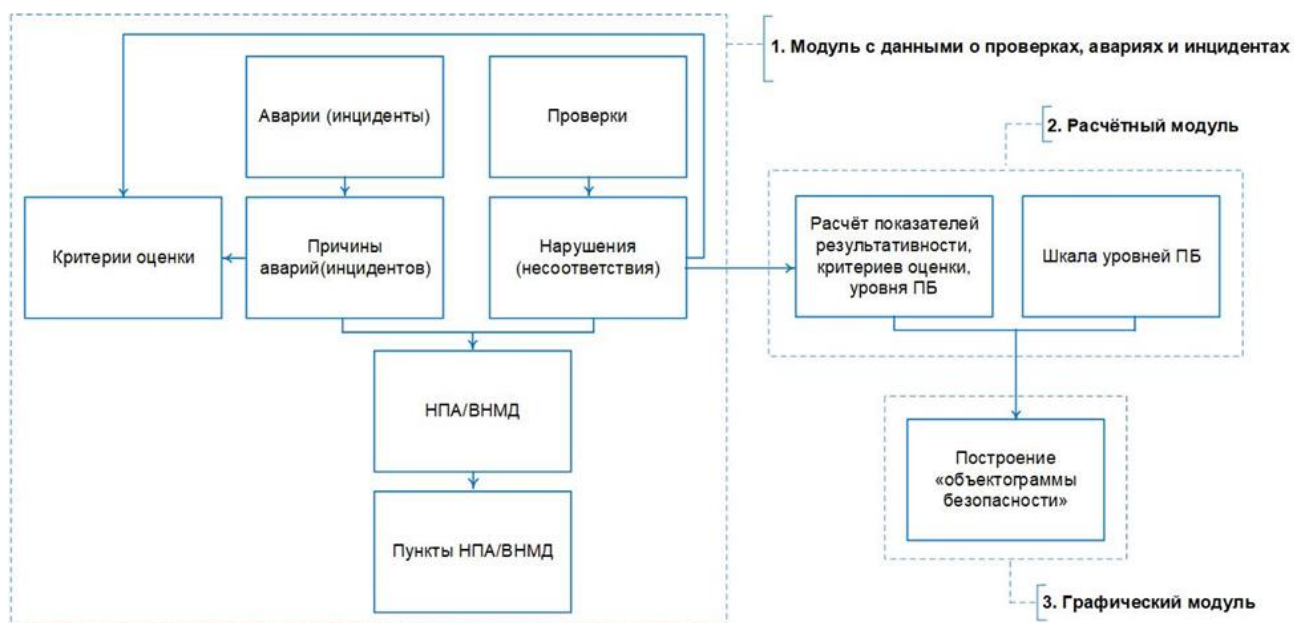 1. Модуль с данными о проверках, авариях и инцидентах
Аварии (инциденты)
Проверки
2. Расчётный модуль
Критерии оценки
Причины
аварий(инцидентов)
Нарушения
(несоответствия)
Расчёт показателей
результативности,
критериев оценки,
уровня ПБ
Шкала уровней ПБ
НПА/ВНМД
Построение
«объектограммы
безопасности»
Пункты НПА/ВНМД
3. Графический модуль